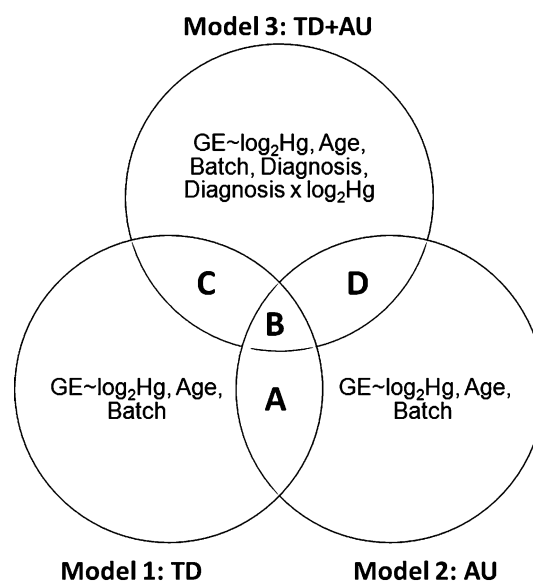 Model 3: TD+AU
GE~log₂Hg, Age,
Batch, Diagnosis,
Diagnosis x log₂Hg
C
D
B
GE~log₂Hg, Age,
Batch
A
GE~log₂Hg, Age,
Batch
Model 1: TD
Model 2: AU